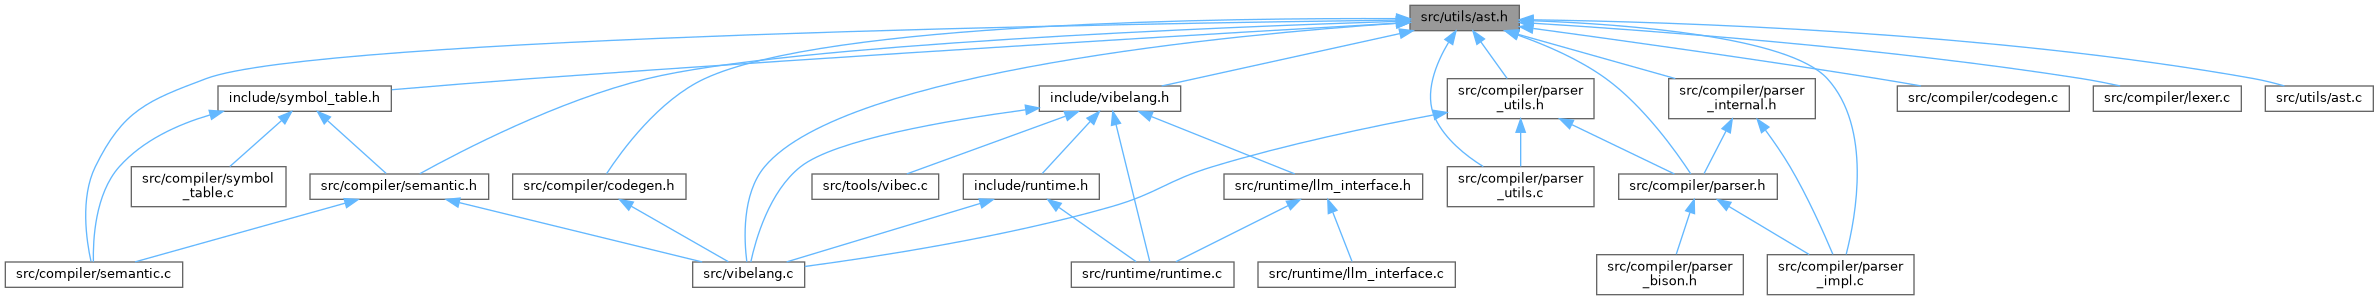 src/utils/ast.h
include/symbol_table.h
include/vibelang.h
src/compiler/parser
_utils.h
src/compiler/parser
_internal.h
src/compiler/codegen.c
src/compiler/lexer.c
src/utils/ast.c
src/compiler/symbol
_table.c
src/compiler/semantic.h
src/compiler/codegen.h
src/tools/vibec.c
include/runtime.h
src/runtime/llm_interface.h
src/compiler/parser
_utils.c
src/compiler/parser.h
src/compiler/semantic.c
src/vibelang.c
src/runtime/runtime.c
src/runtime/llm_interface.c
src/compiler/parser
_bison.h
src/compiler/parser
_impl.c